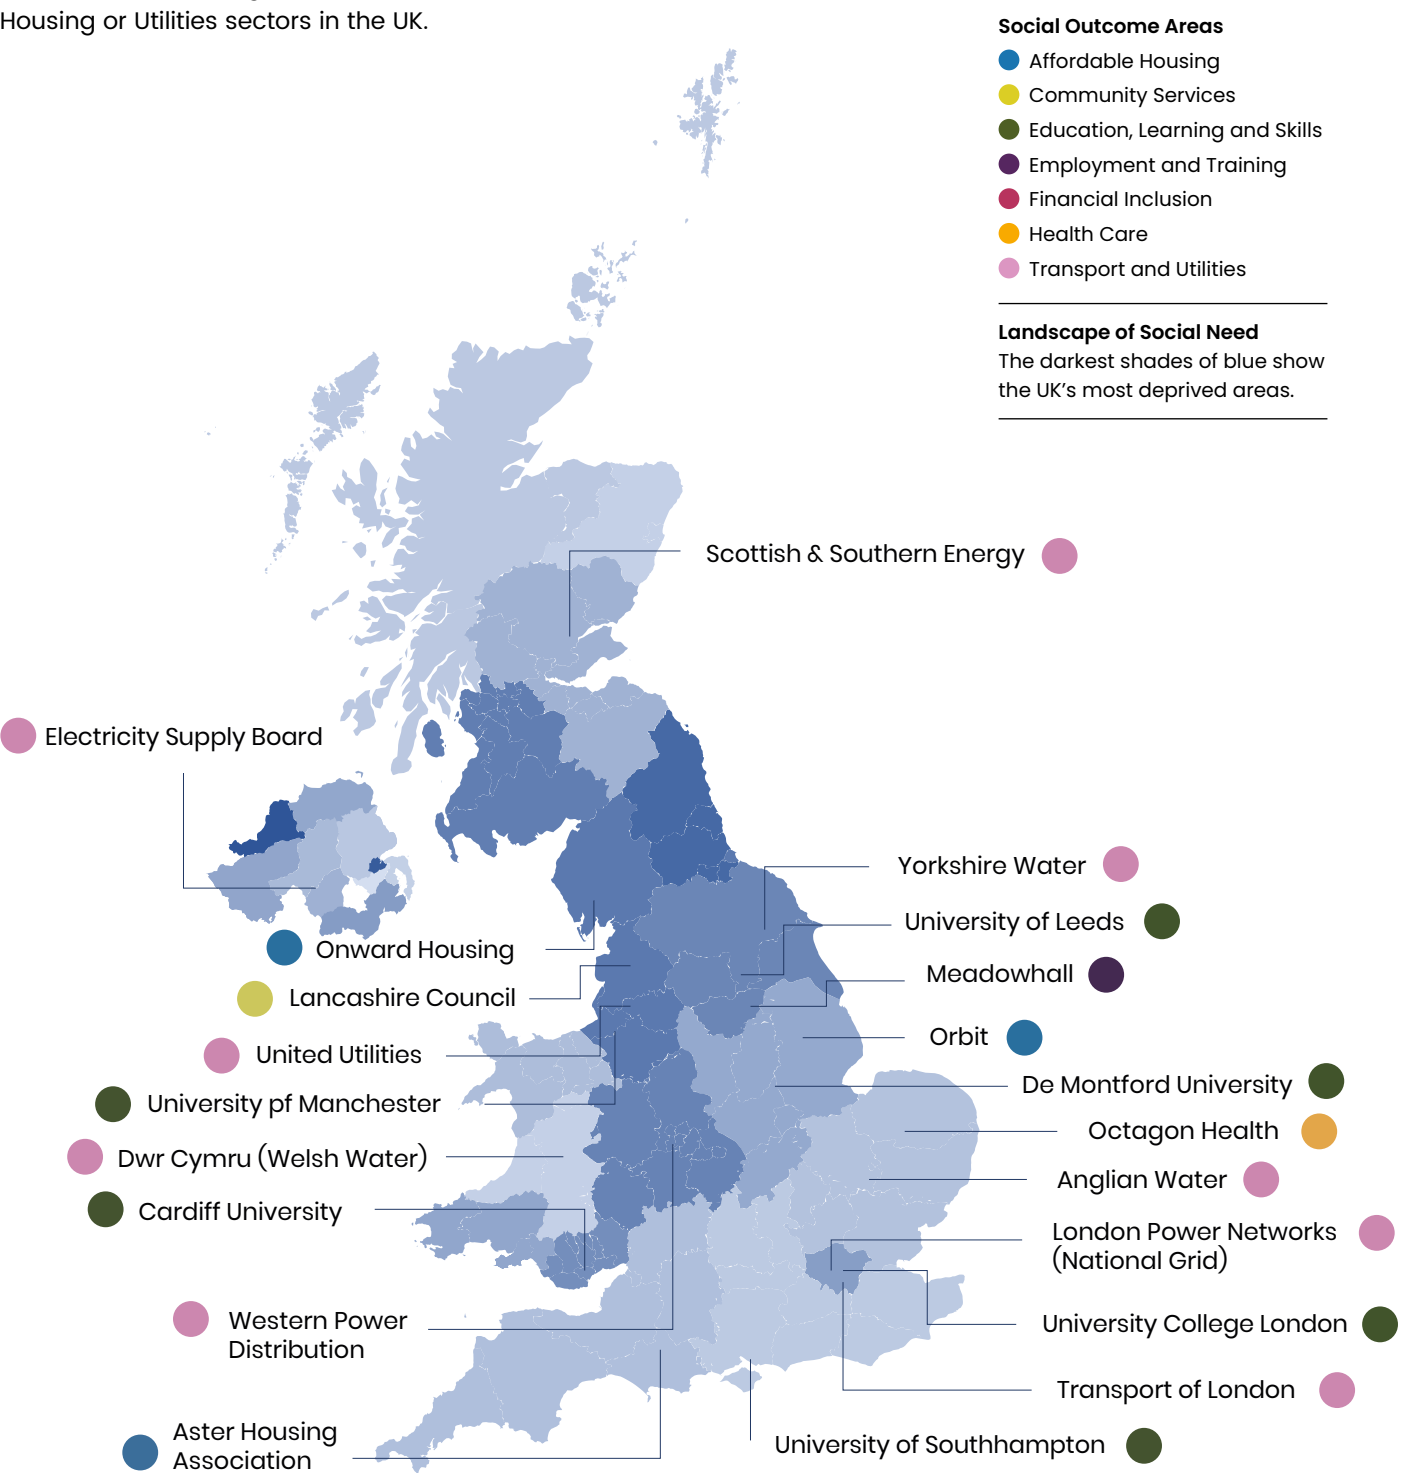 Housing or Utilities sectors in the UK.
Social Outcome Areas
Affordable Housing
Community Services
Education, Learning and Skills
Employment and Training
Financial Inclusion
Health Care
Transport and Utilities
Landscape of Social Need
The darkest shades of blue show
the UK's most deprived areas.
Scottish & Southern Energy
Electricity Supply Board
Yorkshire Water
University of Leeds
Onward Housing
Meadowhall
Lancashire Council
Orbit
United Utilities
De Montford University
University pf Manchester
Octagon Health
Dwr Cymru (Welsh Water)
Anglian Water
Cardiff University
London Power Networks
(National Grid)
Western Power
Distribution
University College London
Transport of London
Aster Housing
Association
University of Southhampton